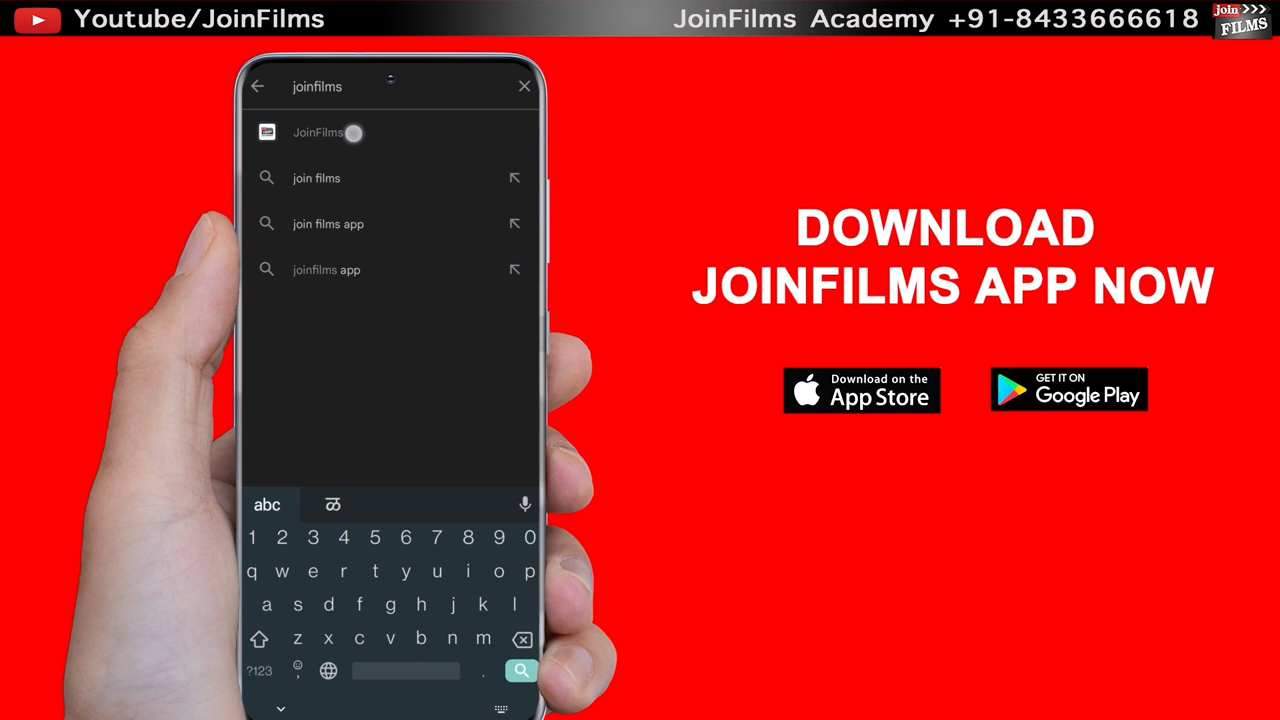 Youtube/JoinFilms
JoinFilms Academy +91-8433666618
Join
FILMS
joinfilms
JoinFilms
join films
join films app
joinfilms app
DOWNLOAD
JOINFILMS APP NOW
Download on the
App Store
GET IT ON
Google Play
abc ळ
1 2 3 4 5 6 7 8 9 0
q w e r t y u i o p
a s d f g h j k l
z x c v b n m
?123 , .